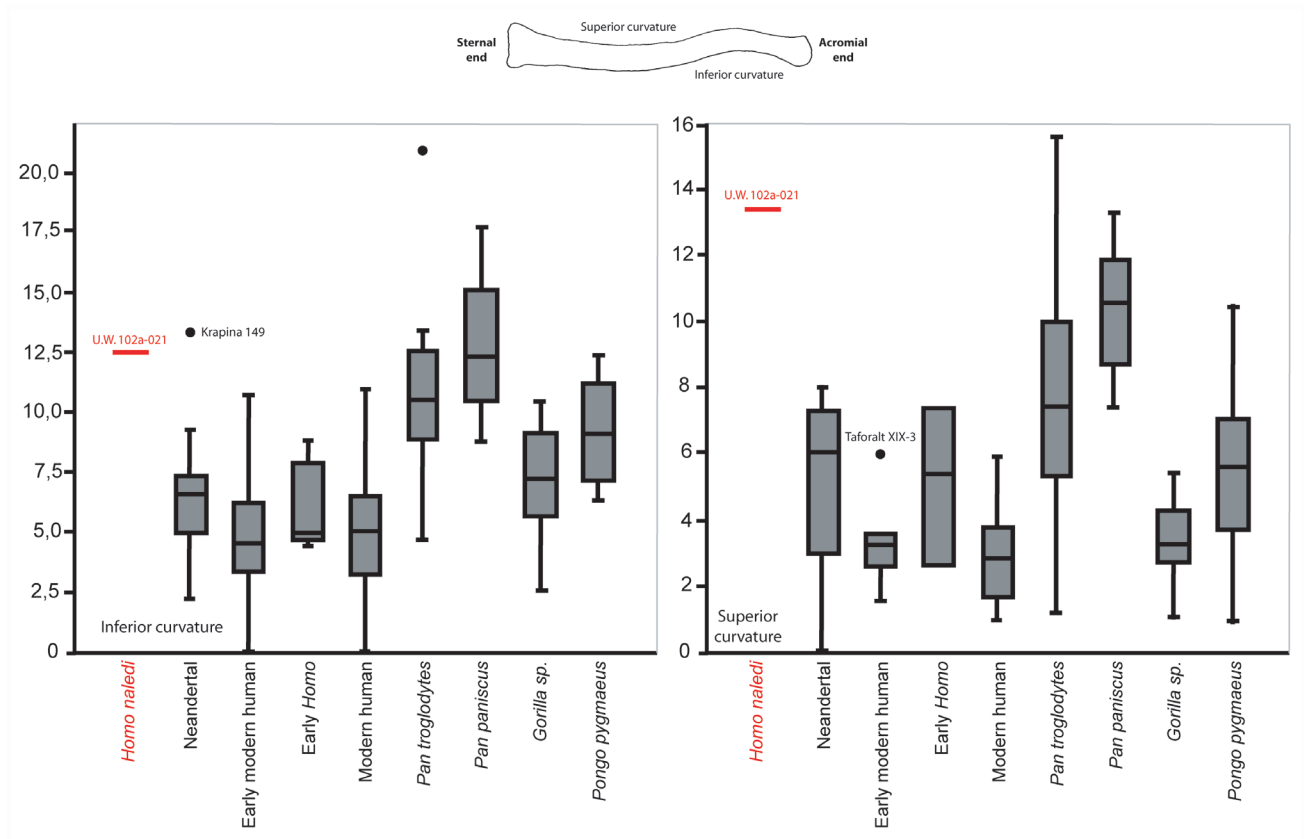 Superior curvature
Sternal
end
Acromial
end
Inferior curvature
20,0
17,5
15,0
12,5
10,0
7,5
5,0
2,5
0
U.W. 102a-021
Krapina 149
Inferior curvature
Homo naledi
Neandertal
Early modern human
Early Homo
Modern human
Pan troglodytes
Pan paniscus
Gorilla sp.
Pongo pygmaeus
16
14
12
10
8
6
4
2
0
U.W. 102a-021
Taforalt XIX-3
Superior
curvature
Homo naledi
Neandertal
Early modern human
Early Homo
Modern human
Pan troglodytes
Pan paniscus
Gorilla sp.
Pongo pygmaeus